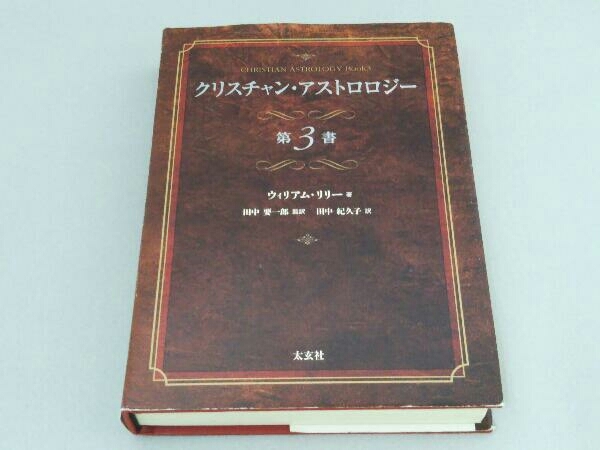 CHRISTIAN ASTROLOGY Book3
クリスチャン・アストロロジー
第3書
ウィリアム・リリー 著
田中 要一郎 監訳 田中 紀久子 訳
太玄社